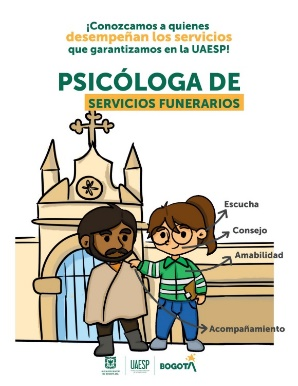 ¡Conozcamos a quienes
desempeñan los servicios
que garantizamos en la UAESP!
PSICÓLOGA DE
SERVICIOS FUNERARIOS
Escucha
Consejo
Amabilidad
Acompañamiento
UAESP
BOGOTÁ